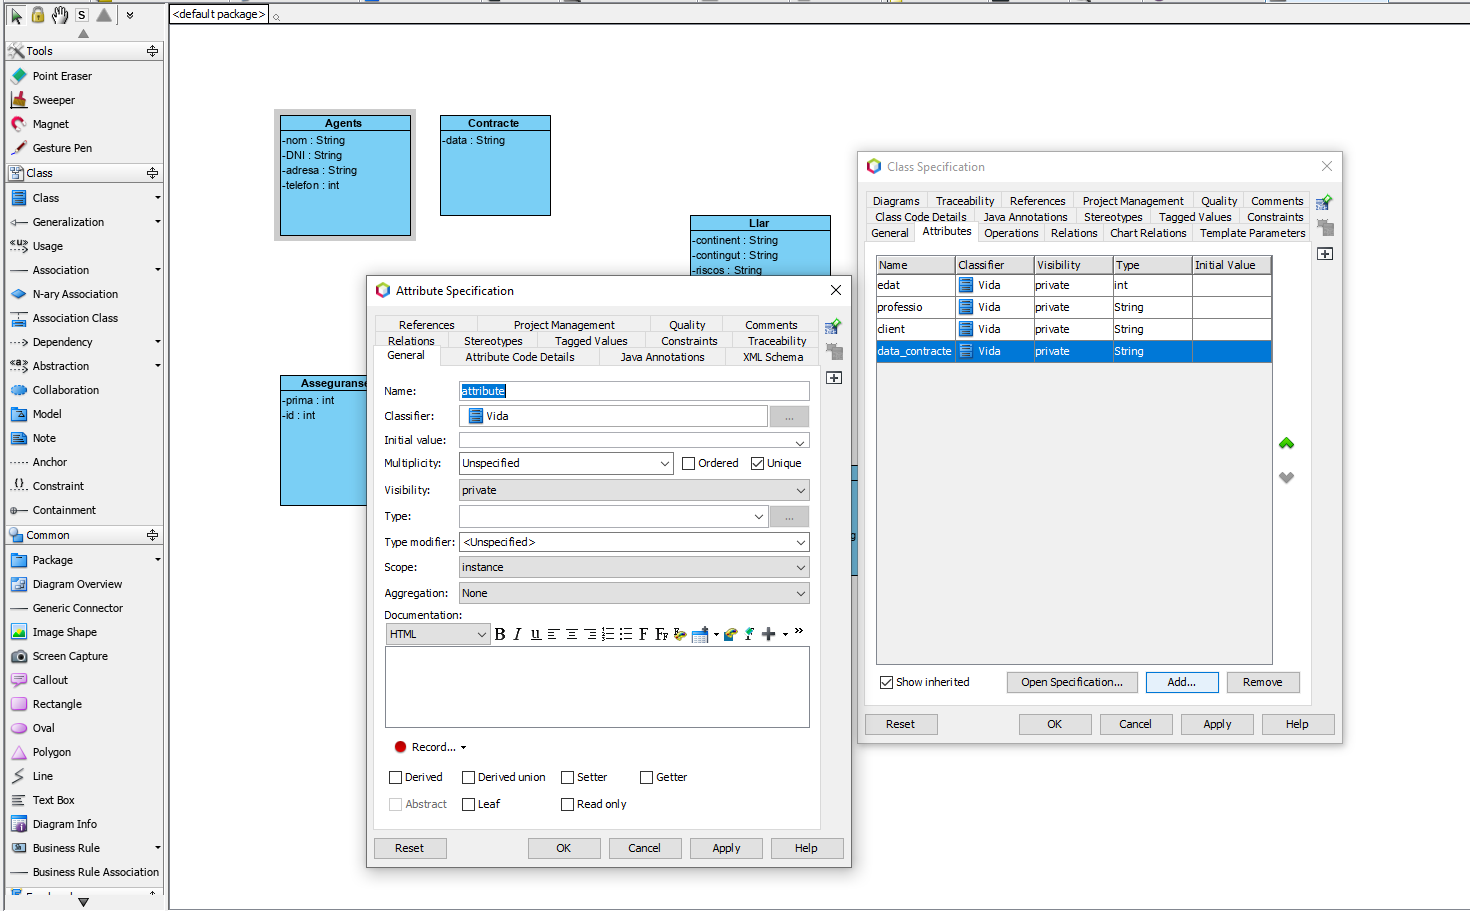 S
<default package>
Tools
Point Eraser
Sweeper
Magnet
Gesture Pen
Class
Class
Generalization
Usage
Association
N-ary Association
Association Class
Dependency
Abstraction
Collaboration
Model
Note
Anchor
Constraint
Containment
Common
Package
Diagram Overview
Generic Connector
Image Shape
Screen Capture
Callout
Rectangle
Oval
Polygon
Line
Text Box
Diagram Info
Business Rule
Business Rule Association
Agents
-nom : String
-DNI : String
-adresa : String
-telefon : int
Contracte
-data : String
Llar
-continent : String
-contingut : String
-riscos : String
Asseguranse
-prima : int
-id : int
Attribute Specification
References Project Management Quality Comments
Relations Stereotypes Tagged Values Constraints Traceability
General Attribute Code Details Java Annotations XML Schema
Name: attribute
Classifier: Vida ...
Initial value:
Multiplicity: Unspecified Ordered Unique
Visibility: private
Type: ...
Type modifier: <Unspecified>
Scope: instance
Aggregation: None
Documentation:
HTML B I u F FF »
Record...
Derived Derived union Setter Getter
Abstract Leaf Read only
Reset OK Cancel Apply Help
Class Specification
Diagrams Traceability References Project Management Quality Comments
Class Code Details Java Annotations Stereotypes Tagged Values Constraints
General Attributes Operations Relations Chart Relations Template Parameters
Name Classifier Visibility Type Initial Value
edat Vida private int
professio Vida private String
client Vida private String
data_contracte Vida private String
Show inherited Open Specification... Add... Remove
Reset OK Cancel Apply Help